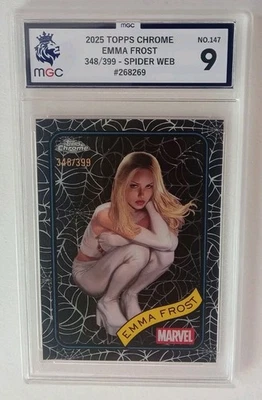 MGC
2025 TOPPS CHROME
EMMA FROST
348/399 - SPIDER WEB
#268269
NO.147
9
Topps Chrome
348/399
EMMA FROST
MARVEL
MGC